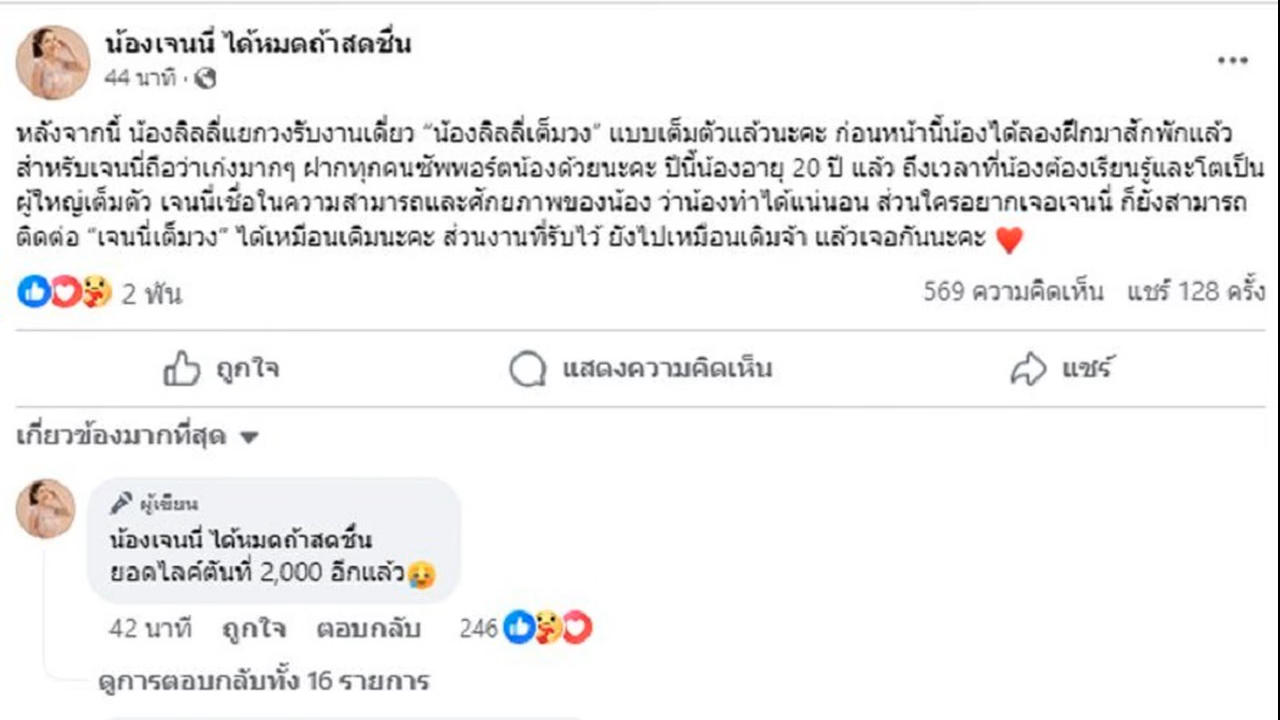 น้องเจนนี่ ได้หมดถ้าสดชื่น
44 นาที ·
หลังจากนี้ น้องลิลลี่แยกวงรับงานเดี่ยว “น้องลิลลี่เต็มวง” แบบเต็มตัวแล้วนะคะ ก่อนหน้านี้น้องได้ลองฝึกมาสักพักแล้ว
สำหรับเจนนี่ถือว่าเก่งมากๆ ฝากทุกคนซัพพอร์ตน้องด้วยนะคะ ปีนี้น้องอายุ 20 ปี แล้ว ถึงเวลาที่น้องต้องเรียนรู้และโตเป็น
ผู้ใหญ่เต็มตัว เจนนี่เชื่อในความสามารถและศักยภาพของน้อง ว่าน้องทำได้แน่นอน ส่วนใครอยากเจอเจนนี่ ก็ยังสามารถ
ติดต่อ “เจนนี่เต็มวง” ได้เหมือนเดิมนะคะ ส่วนงานที่รับไว้ ยังไปเหมือนเดิมจ้า แล้วเจอกันนะคะ ❤️
2 พัน 569 ความคิดเห็น แชร์ 128 ครั้ง
ถูกใจ แสดงความคิดเห็น แชร์
เกี่ยวข้องมากที่สุด
ผู้เขียน
น้องเจนนี่ ได้หมดถ้าสดชื่น
ยอดไลค์ตันที่ 2,000 อีกแล้ว🥲
42 นาที ถูกใจ ตอบกลับ 246
ดูการตอบกลับทั้ง 16 รายการ